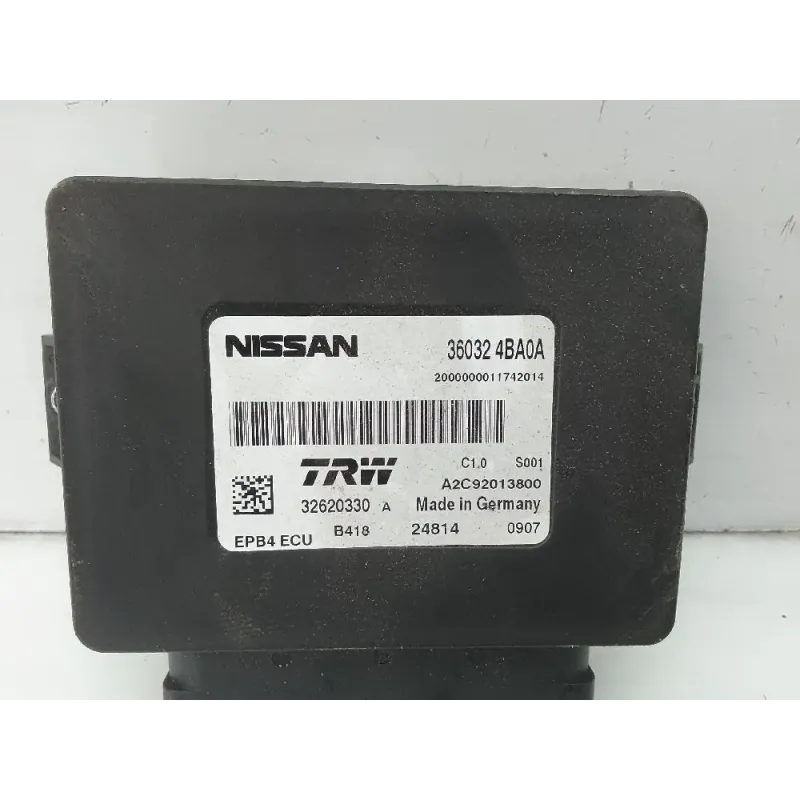 NISSAN 36032 4BA0A
2000000011742014
TRW C1.0 S001
A2C92013800
32620330 A Made in Germany
EPB4 ECU B418 24814 0907